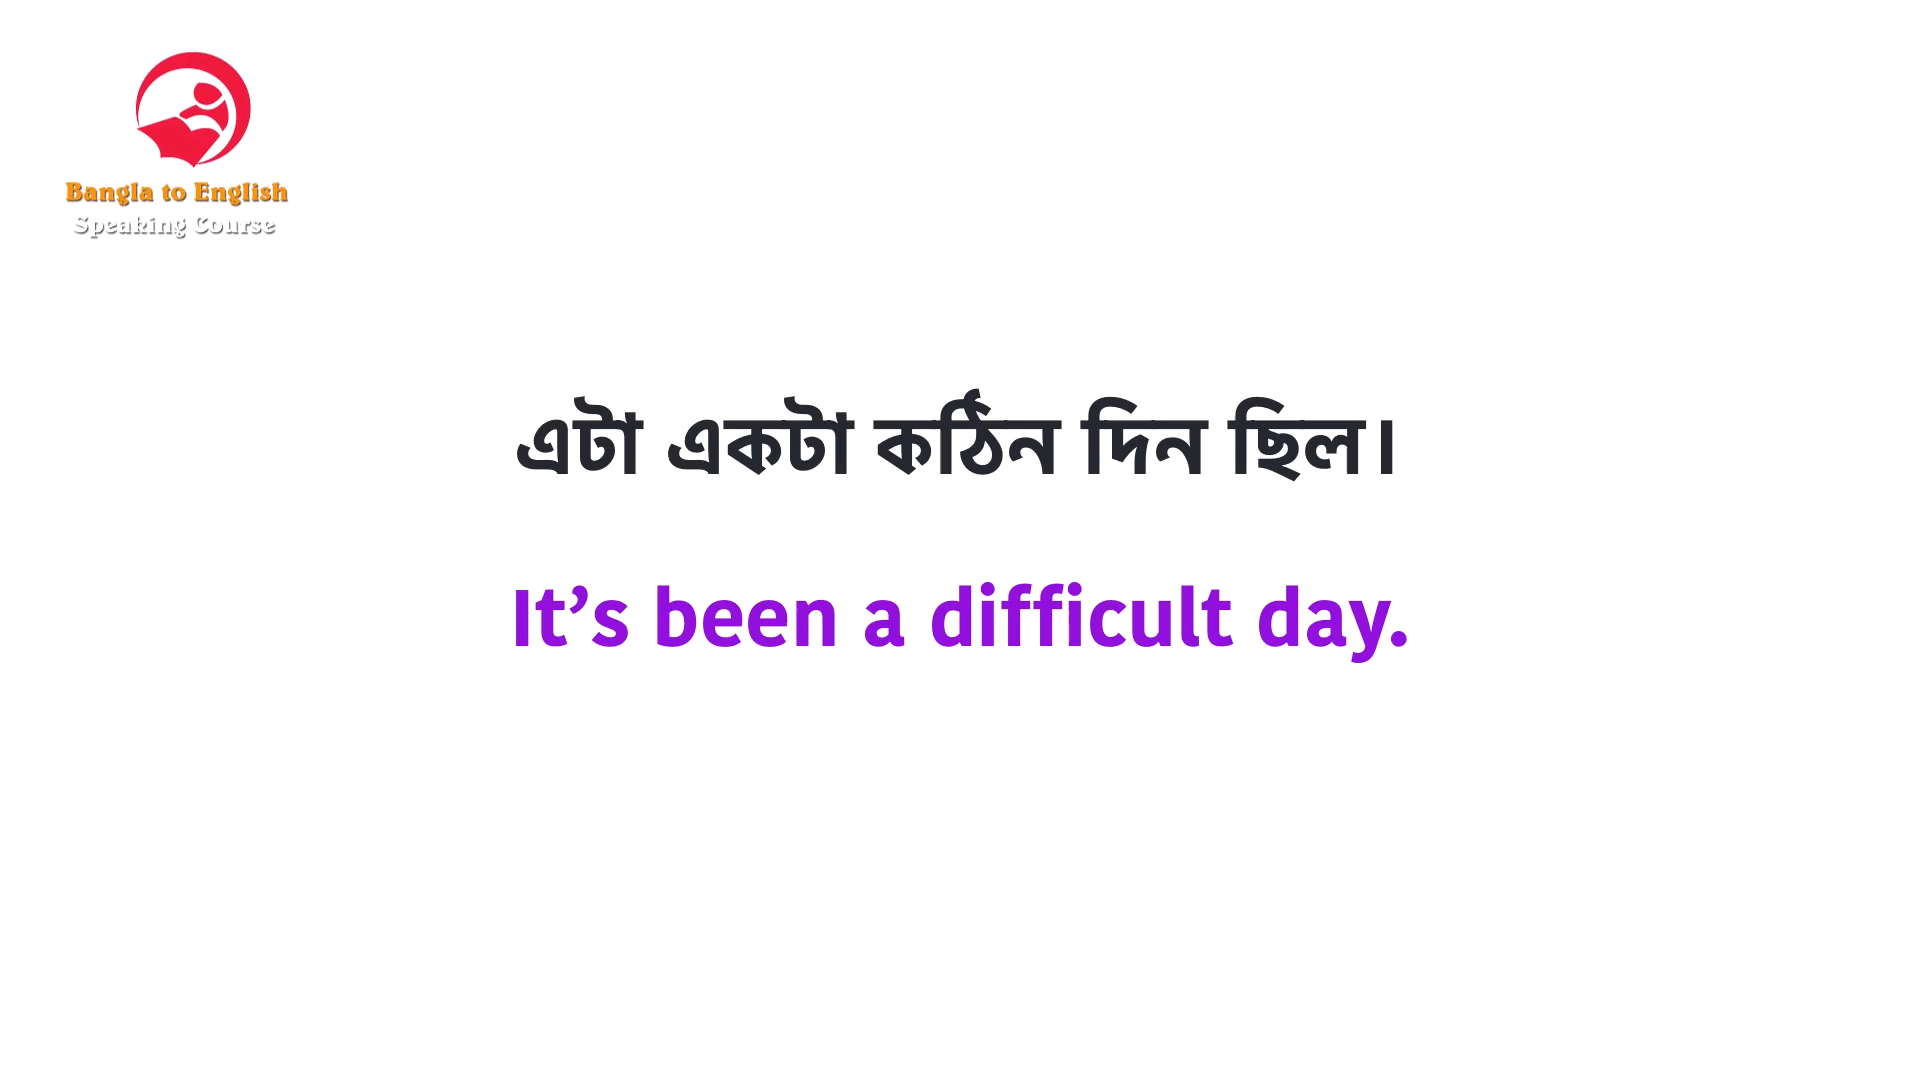 Bangla to English
Speaking Course
এটা একটা কঠিন দিন ছিল।
It’s been a difficult day.